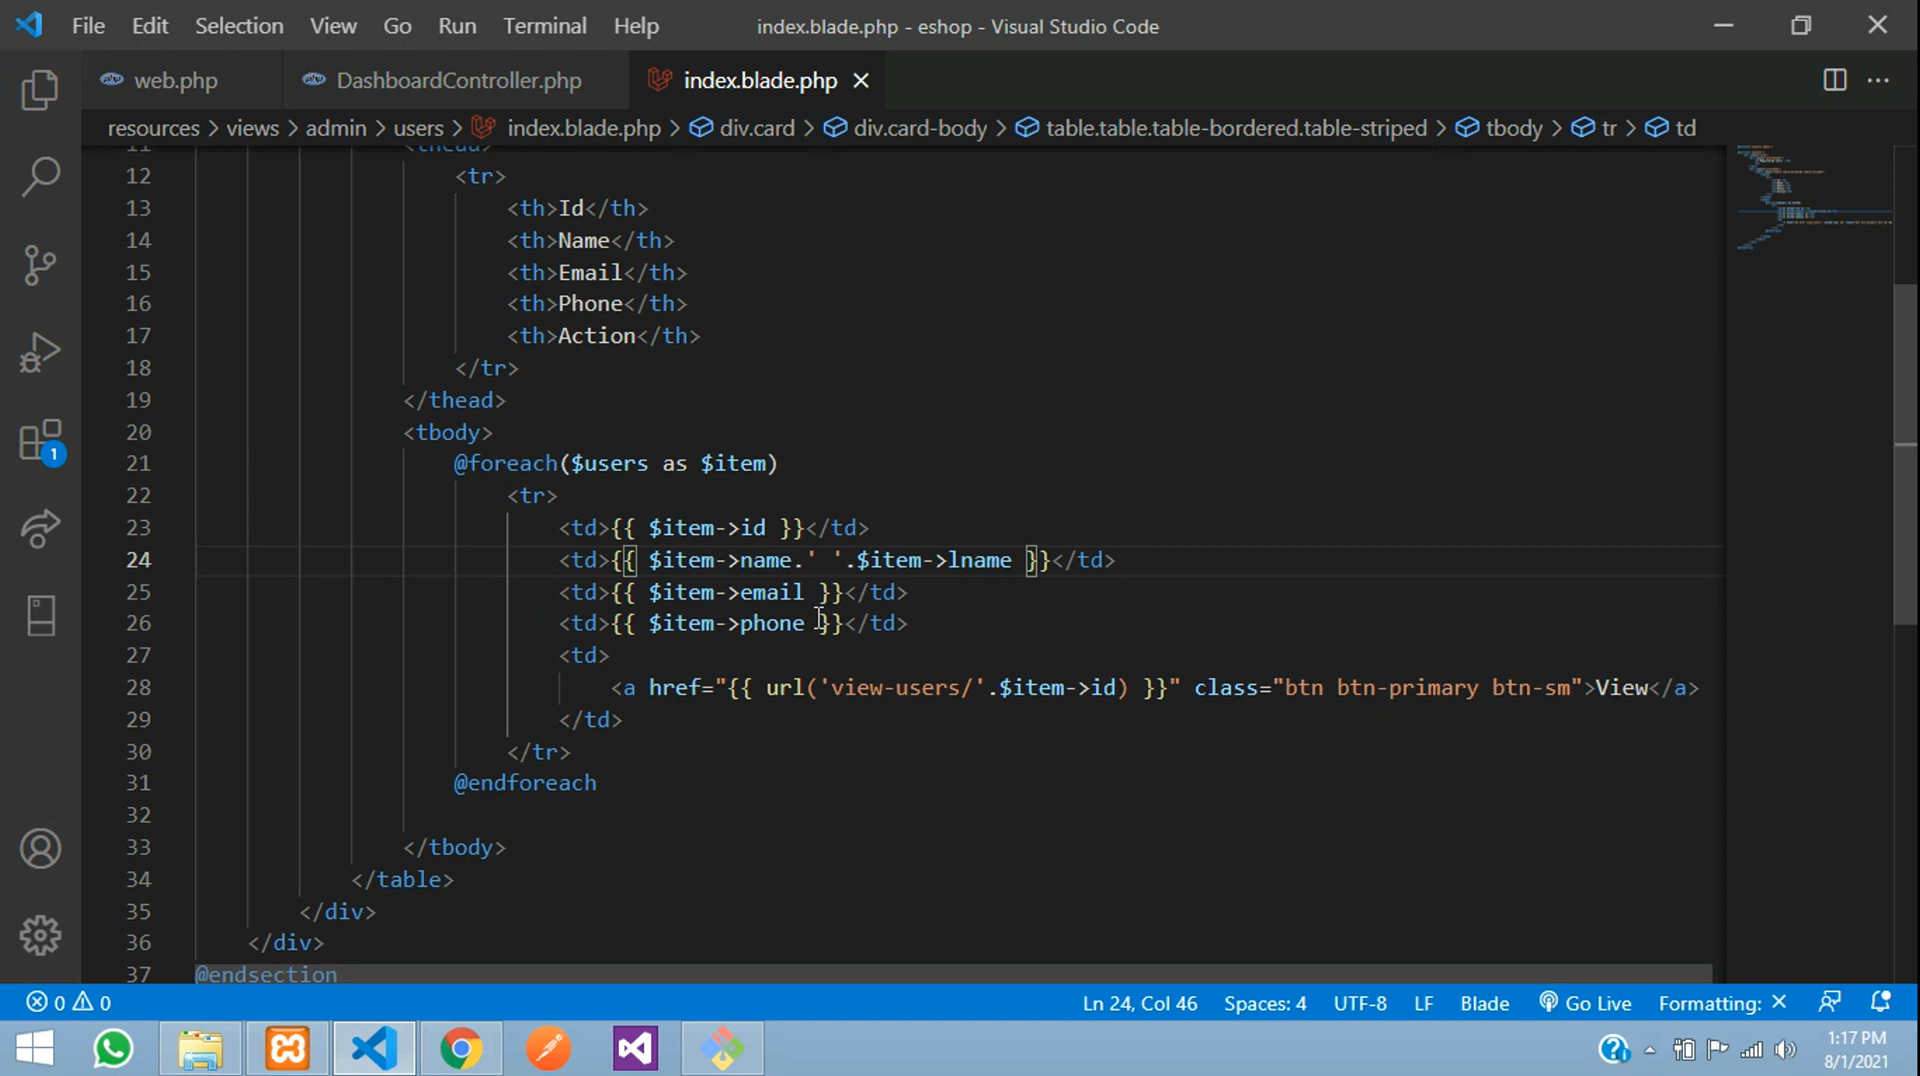 File Edit Selection View Go Run Terminal Help index.blade.php - eshop - Visual Studio Code
web.php DashboardController.php index.blade.php
resources > views > admin > users > index.blade.php > div.card > div.card-body > table.table.table-bordered.table-striped > tbody > tr > td
11 <thead>
12 <tr>
13 <th>Id</th>
14 <th>Name</th>
15 <th>Email</th>
16 <th>Phone</th>
17 <th>Action</th>
18 </tr>
19 </thead>
20 <tbody>
21 @foreach($users as $item)
22 <tr>
23 <td>{{ $item->id }}</td>
24 <td>{{ $item->name.' '.$item->lname }}</td>
25 <td>{{ $item->email }}</td>
26 <td>{{ $item->phone }}</td>
27 <td>
28 <a href="{{ url('view-users/'.$item->id) }}" class="btn btn-primary btn-sm">View</a>
29 </td>
30 </tr>
31 @endforeach
32
33 </tbody>
34 </table>
35 </div>
36 </div>
37 @endsection
1
0 0 Ln 24, Col 46 Spaces: 4 UTF-8 LF Blade Go Live Formatting: ×
1:17 PM
8/1/2021